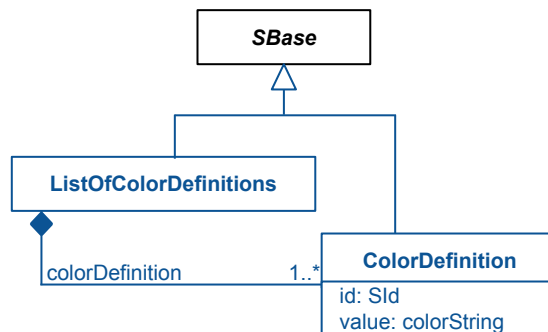 SBase
ListOfColorDefinitions
colorDefinition
1..*
ColorDefinition
id: SId
value: colorString